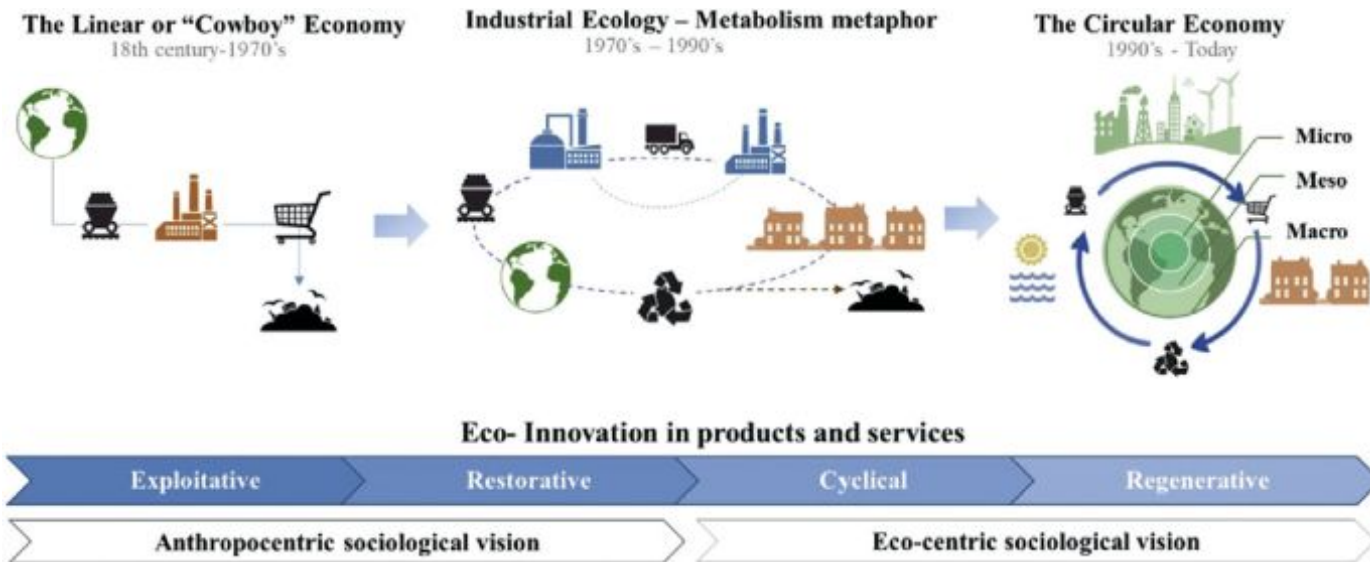 The Linear or “Cowboy” Economy
18th century-1970’s
Industrial Ecology – Metabolism metaphor
1970’s – 1990’s
The Circular Economy
1990’s - Today
Micro
Meso
Macro
Eco- Innovation in products and services
Exploitative
Restorative
Cyclical
Regenerative
Anthropocentric sociological vision
Eco-centric sociological vision